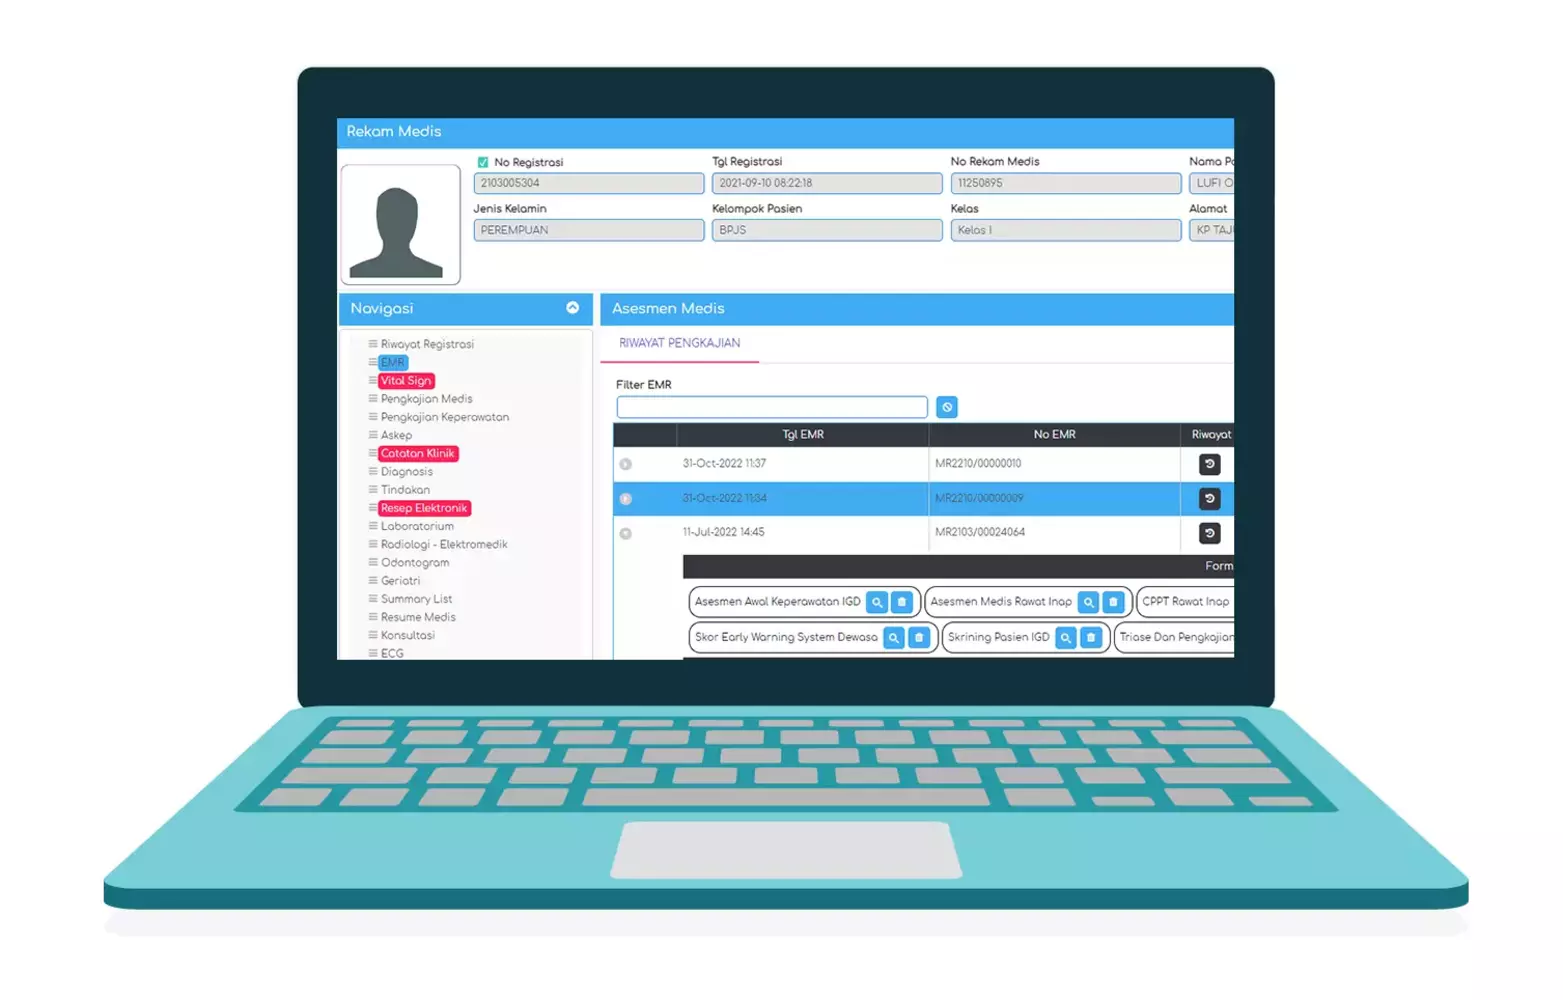 Rekam Medis
No Registrasi
Tgl Registrasi
No Rekam Medis
Nama
2103005304
2021-09-10 08:22:18
11250895
LUFI
Jenis Kelamin
Kelompok Pasien
Kelas
Alamat
PEREMPUAN
BPJS
Kelas I
KP
Navigasi
Riwayat Registrasi
EMR
Vital Sign
Pengkajian Medis
Pengkajian Keperawatan
Askep
Catatan Klinik
Diagnosis
Tindakan
Resep Elektronik
Laboratorium
Radiologi - Elektromedik
Odontogram
Geriatri
Summary List
Resume Medis
Konsultasi
ECG
Asesmen Medis
RIWAYAT PENGKAJIAN
Filter EMR
Tgl EMR
No EMR
Riwayat
31-Oct-2022 11:37
MR2210/00000010
31-Oct-2022 11:34
MR2210/00000009
11-Jul-2022 14:45
MR2103/00024064
Form
Asesmen Awal Keperawatan IGD
Asesmen Medis Rawat Inap
CPPT Rawat Inap
Skor Early Warning System Dewasa
Skrining Pasien IGD
Triase Dan Pengkajian